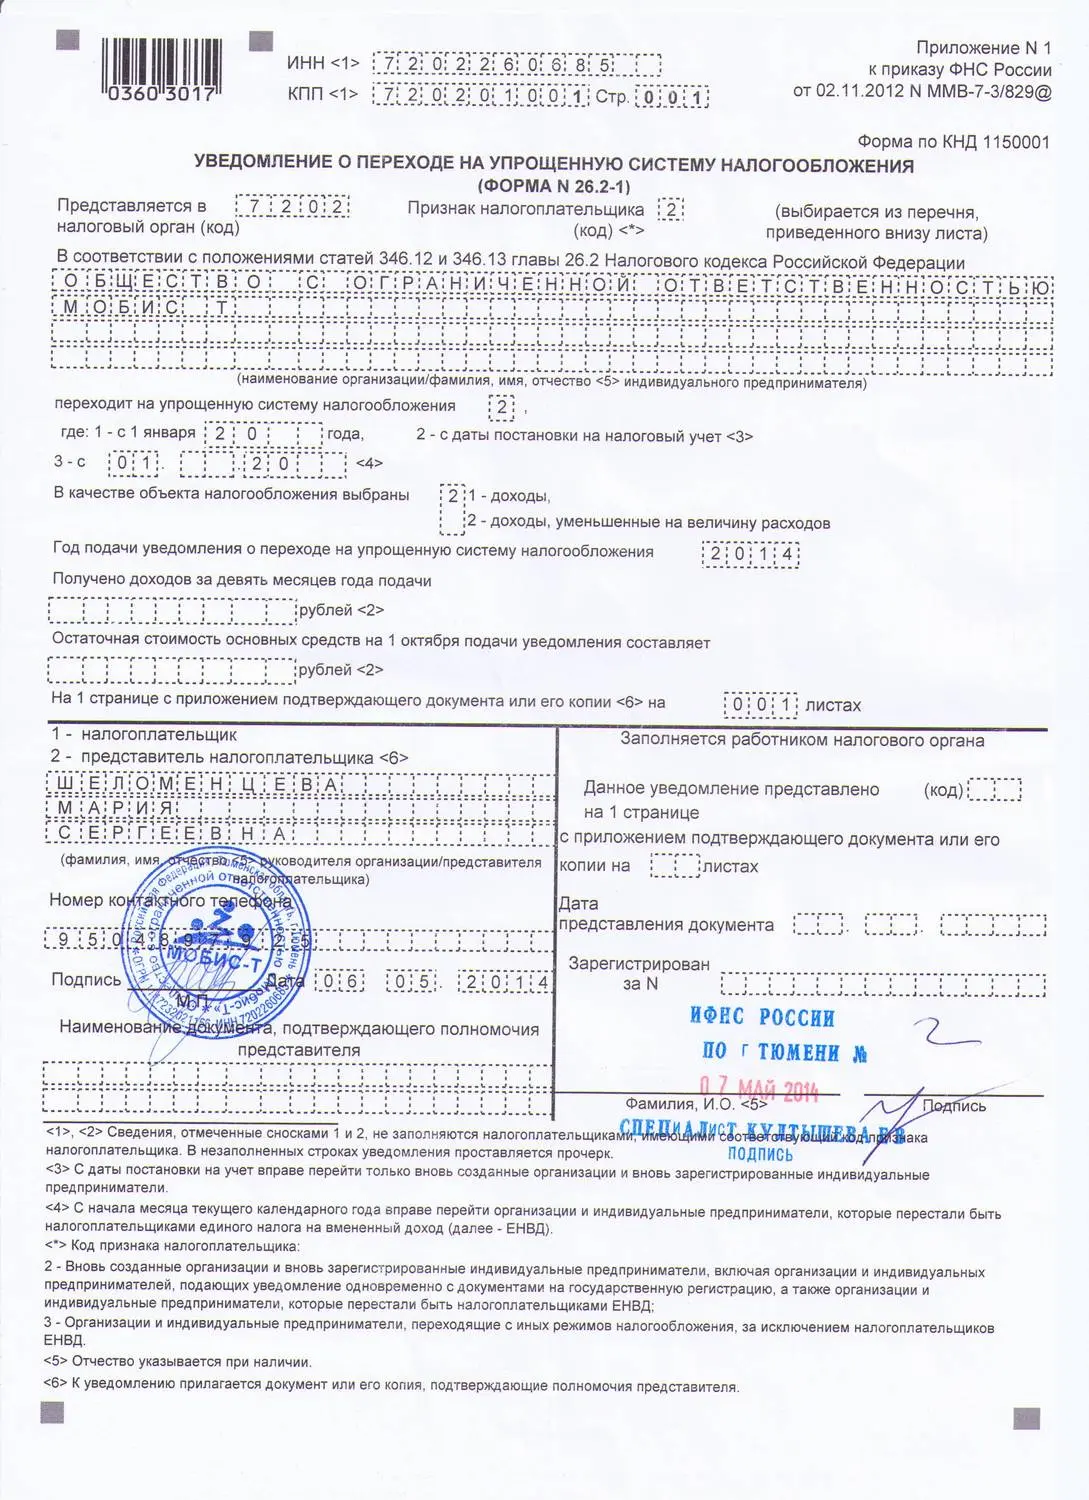 0360 3017
ИНН <1> 7202260685
КПП <1> 720201001 Стр. 001
Приложение N 1
к приказу ФНС России
от 02.11.2012 N ММВ-7-3/829@
Форма по КНД 1150001
УВЕДОМЛЕНИЕ О ПЕРЕХОДЕ НА УПРОЩЕННУЮ СИСТЕМУ НАЛОГООБЛОЖЕНИЯ
(ФОРМА N 26.2-1)
Представляется в 7202 Признак налогоплательщика 2 (выбирается из перечня,
налоговый орган (код) (код) <*> приведенного внизу листа)
В соответствии с положениями статей 346.12 и 346.13 главы 26.2 Налогового кодекса Российской Федерации
ОБЩЕСТВО С ОГРАНИЧЕННОЙ ОТВЕТСТВЕННОСТЬЮ
МОБИС Т
(наименование организации/фамилия, имя, отчество <5> индивидуального предпринимателя)
переходит на упрощенную систему налогообложения 2 ,
где: 1 - с 1 января 20 года, 2 - с даты постановки на налоговый учет <3>
3 - с 01. .20 <4>
В качестве объекта налогообложения выбраны 2 1 - доходы,
2 - доходы, уменьшенные на величину расходов
Год подачи уведомления о переходе на упрощенную систему налогообложения 2014
Получено доходов за девять месяцев года подачи
рублей <2>
Остаточная стоимость основных средств на 1 октября подачи уведомления составляет
рублей <2>
На 1 странице с приложением подтверждающего документа или его копии <6> на 001 листах
1 - налогоплательщик
2 - представитель налогоплательщика <6>
ШЕЛОМЕНЦЕВА
МАРИЯ
СЕРГЕЕВНА
(фамилия, имя, отчество <5> руководителя организации/представителя
налогоплательщика)
Номер контактного телефона
Подпись Дата 06 05. 2014
М.П.
МОБИС-Т
Наименование документа, подтверждающего полномочия
представителя
Заполняется работником налогового органа
Данное уведомление представлено (код)
на 1 странице
с приложением подтверждающего документа или его
копии на листах
Дата
представления документа
Зарегистрирован
за N
ИФНС РОССИИ
ПО г ТЮМЕНИ №
2
07 МАЙ 2014
Фамилия, И.О. <5> Подпись
СПЕЦИАЛИСТ КУЛТЫШЕВА Е В
ПОДПИСЬ
<1>, <2> Сведения, отмеченные сносками 1 и 2, не заполняются налогоплательщиками, имеющими соответствующий код признака
налогоплательщика. В незаполненных строках уведомления проставляется прочерк.
<3> С даты постановки на учет вправе перейти только вновь созданные организации и вновь зарегистрированные индивидуальные
предприниматели.
<4> С начала месяца текущего календарного года вправе перейти организации и индивидуальные предприниматели, которые перестали быть
налогоплательщиками единого налога на вмененный доход (далее - ЕНВД).
<*> Код признака налогоплательщика:
2 - Вновь созданные организации и вновь зарегистрированные индивидуальные предприниматели, включая организации и индивидуальных
предпринимателей, подающих уведомление одновременно с документами на государственную регистрацию, а также организации и
индивидуальные предприниматели, которые перестали быть налогоплательщиками ЕНВД;
3 - Организации и индивидуальные предприниматели, переходящие с иных режимов налогообложения, за исключением налогоплательщиков
ЕНВД.
<5> Отчество указывается при наличии.
<6> К уведомлению прилагается документ или его копия, подтверждающие полномочия представителя.